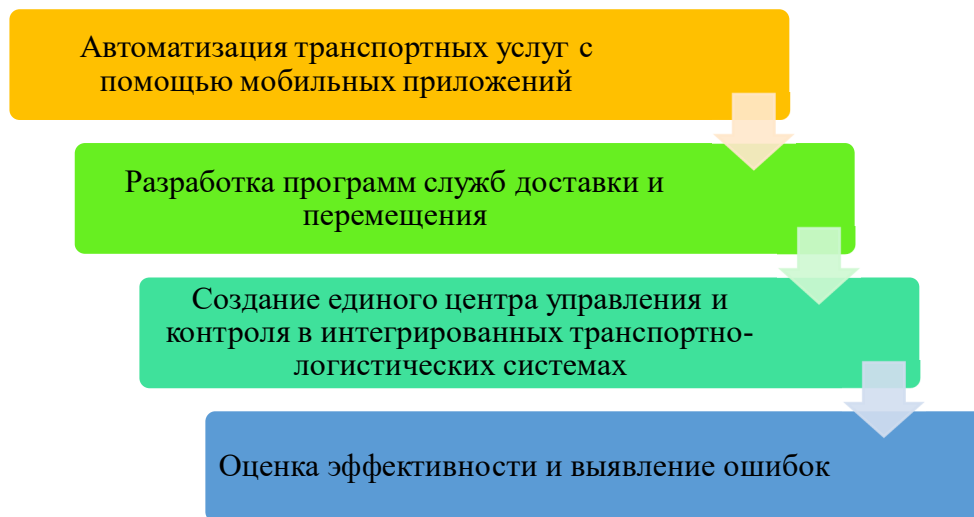 Автоматизация транспортных услуг с
помощью мобильных приложений
Разработка программ служб доставки и
перемещения
Создание единого центра управления и
контроля в интегрированных транспортно-
логистических системах
Оценка эффективности и выявление ошибок